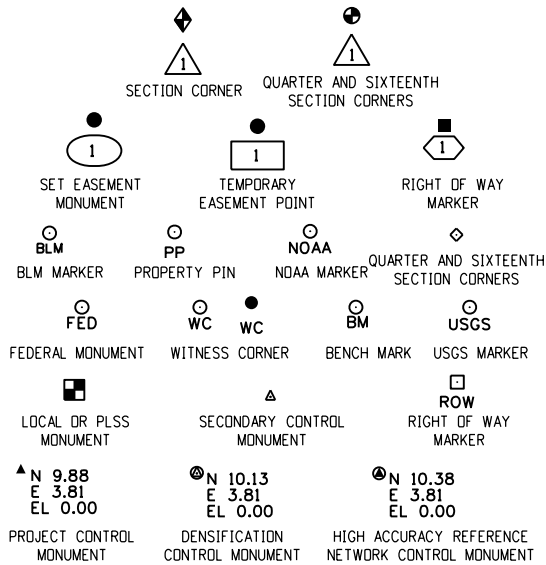 1
1
SECTION CORNER
QUARTER AND SIXTEENTH
SECTION CORNERS
1
1
1
SET EASEMENT
MONUMENT
TEMPORARY
EASEMENT POINT
RIGHT OF WAY
MARKER
BLM
PP
NOAA
BLM MARKER
PROPERTY PIN
NOAA MARKER
QUARTER AND SIXTEENTH
SECTION CORNERS
FED
WC
WC
BM
USGS
FEDERAL MONUMENT
WITNESS CORNER
BENCH MARK
USGS MARKER
ROW
LOCAL OR PLSS
MONUMENT
SECONDARY CONTROL
MONUMENT
RIGHT OF WAY
MARKER
N 9.88
E 3.81
EL 0.00
N 10.13
E 3.81
EL 0.00
N 10.38
E 3.81
EL 0.00
PROJECT CONTROL
MONUMENT
DENSIFICATION
CONTROL MONUMENT
HIGH ACCURACY REFERENCE
NETWORK CONTROL MONUMENT